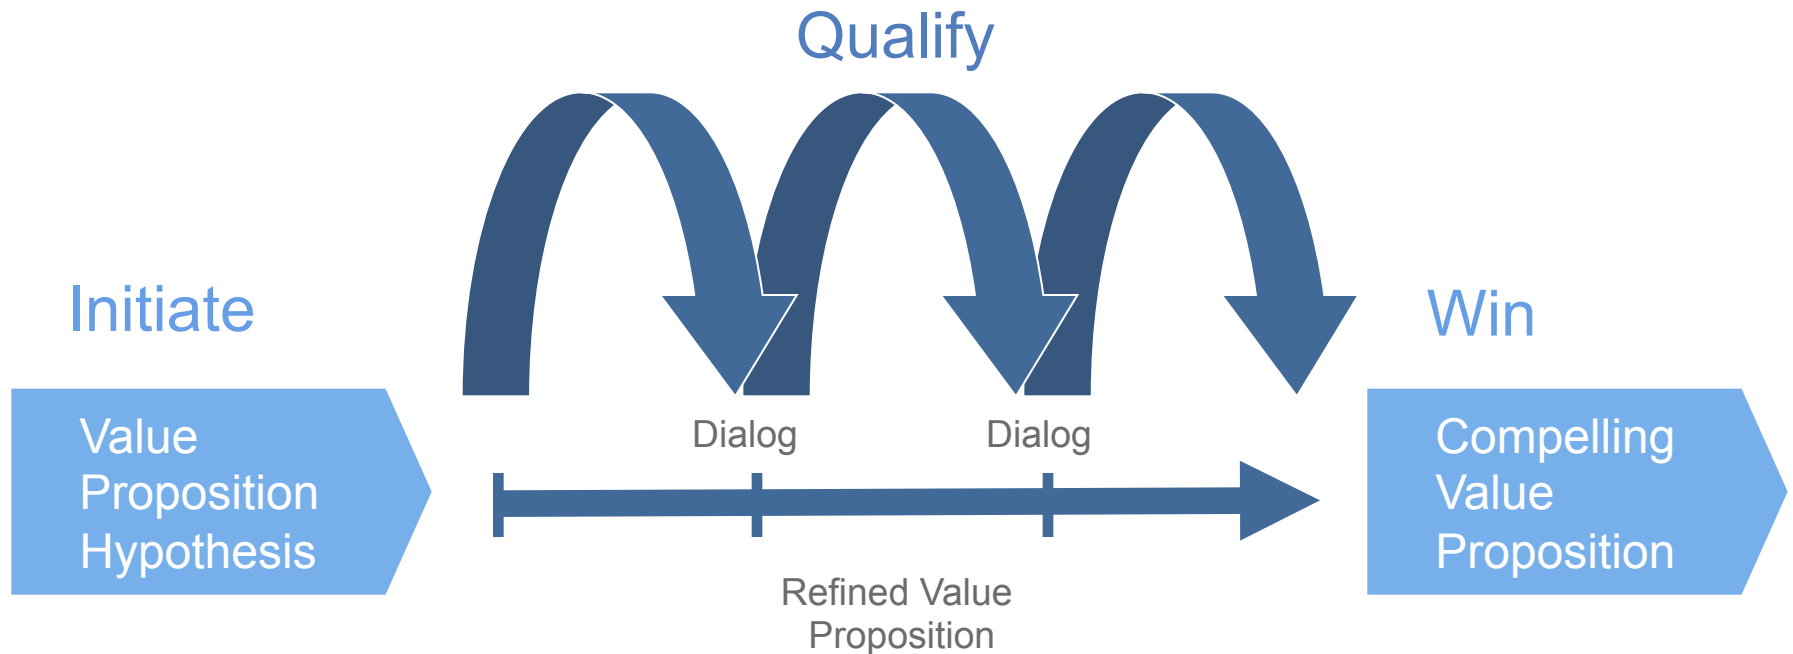 Qualify
Initiate
Value
Proposition
Hypothesis
Dialog
Dialog
Refined Value
Proposition
Win
Compelling
Value
Proposition